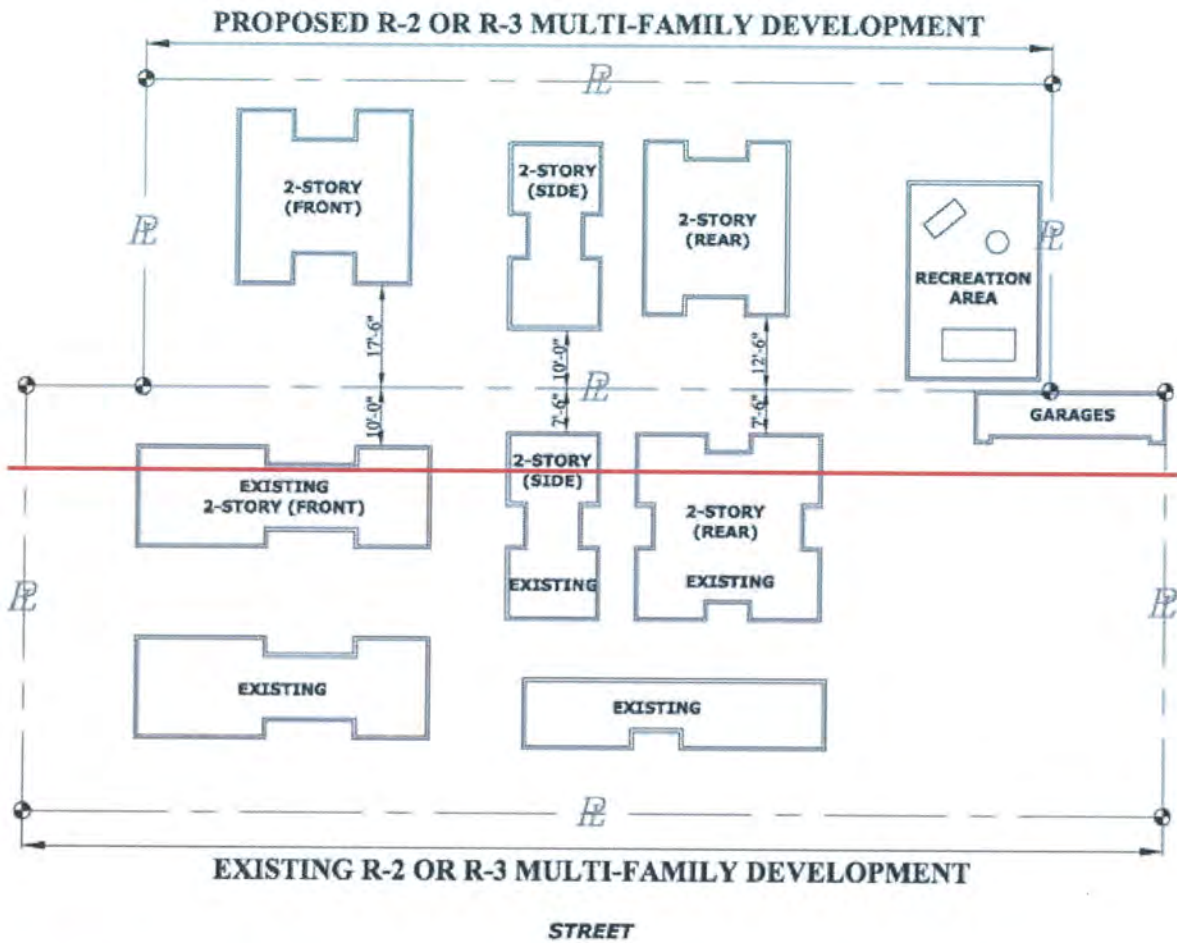 PROPOSED R-2 OR R-3 MULTI-FAMILY DEVELOPMENT
PL
2-STORY
(FRONT)
2-STORY
(SIDE)
2-STORY
(REAR)
PL
PL
RECREATION
AREA
17'-6"
10'-0"
12'-6"
PL
10'-0"
7'-6"
7'-6"
GARAGES
EXISTING
2-STORY (FRONT)
2-STORY
(SIDE)
EXISTING
2-STORY
(REAR)
EXISTING
PL
PL
EXISTING
EXISTING
PL
EXISTING R-2 OR R-3 MULTI-FAMILY DEVELOPMENT
STREET